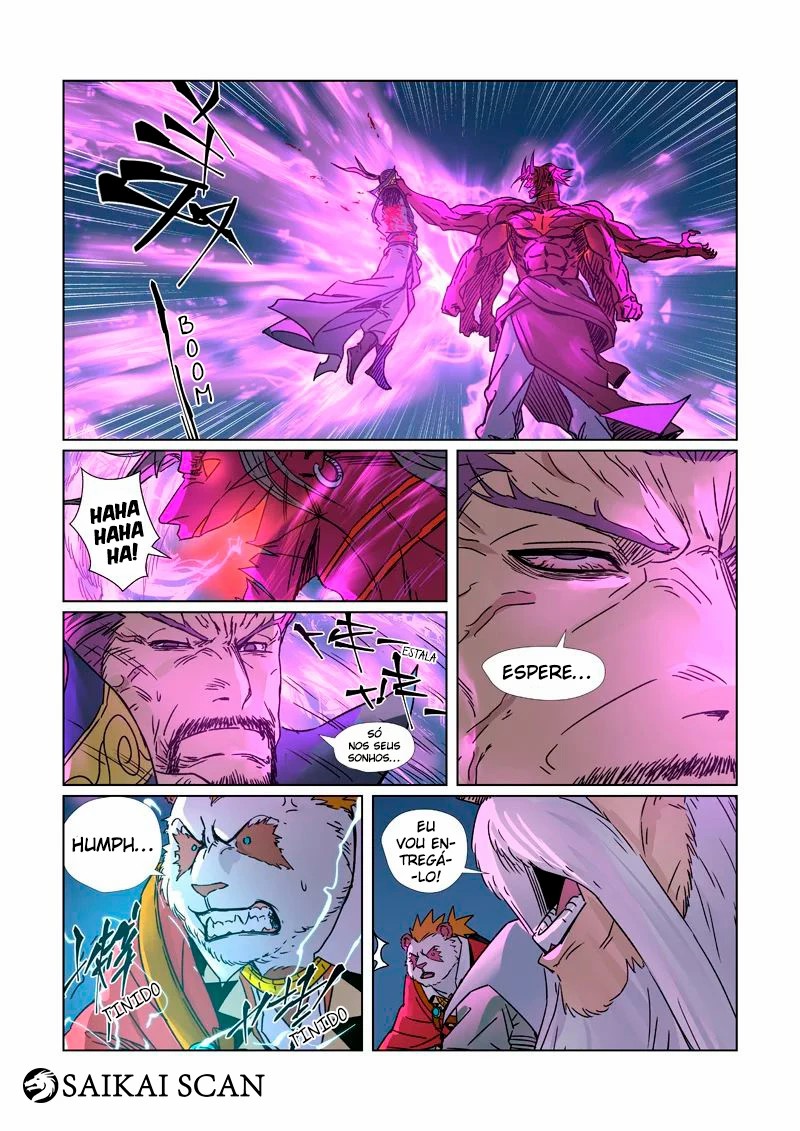 BOOM
HAHA
HAHA
HA!
ESPERE...
ESTALA
SÓ
NOS SEUS
SONHOS...
HUMPH...
TINIDO
TINIDO
EU
VOU EN-
TREGÁ-
-LO!
SAIKAI SCAN